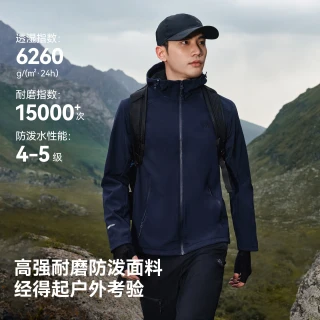 透湿指数:
6260
g/(㎡·24h)
耐磨指数:
15000+次
防泼水性能:
4-5 级
高强耐磨防泼面料
经得起户外考验